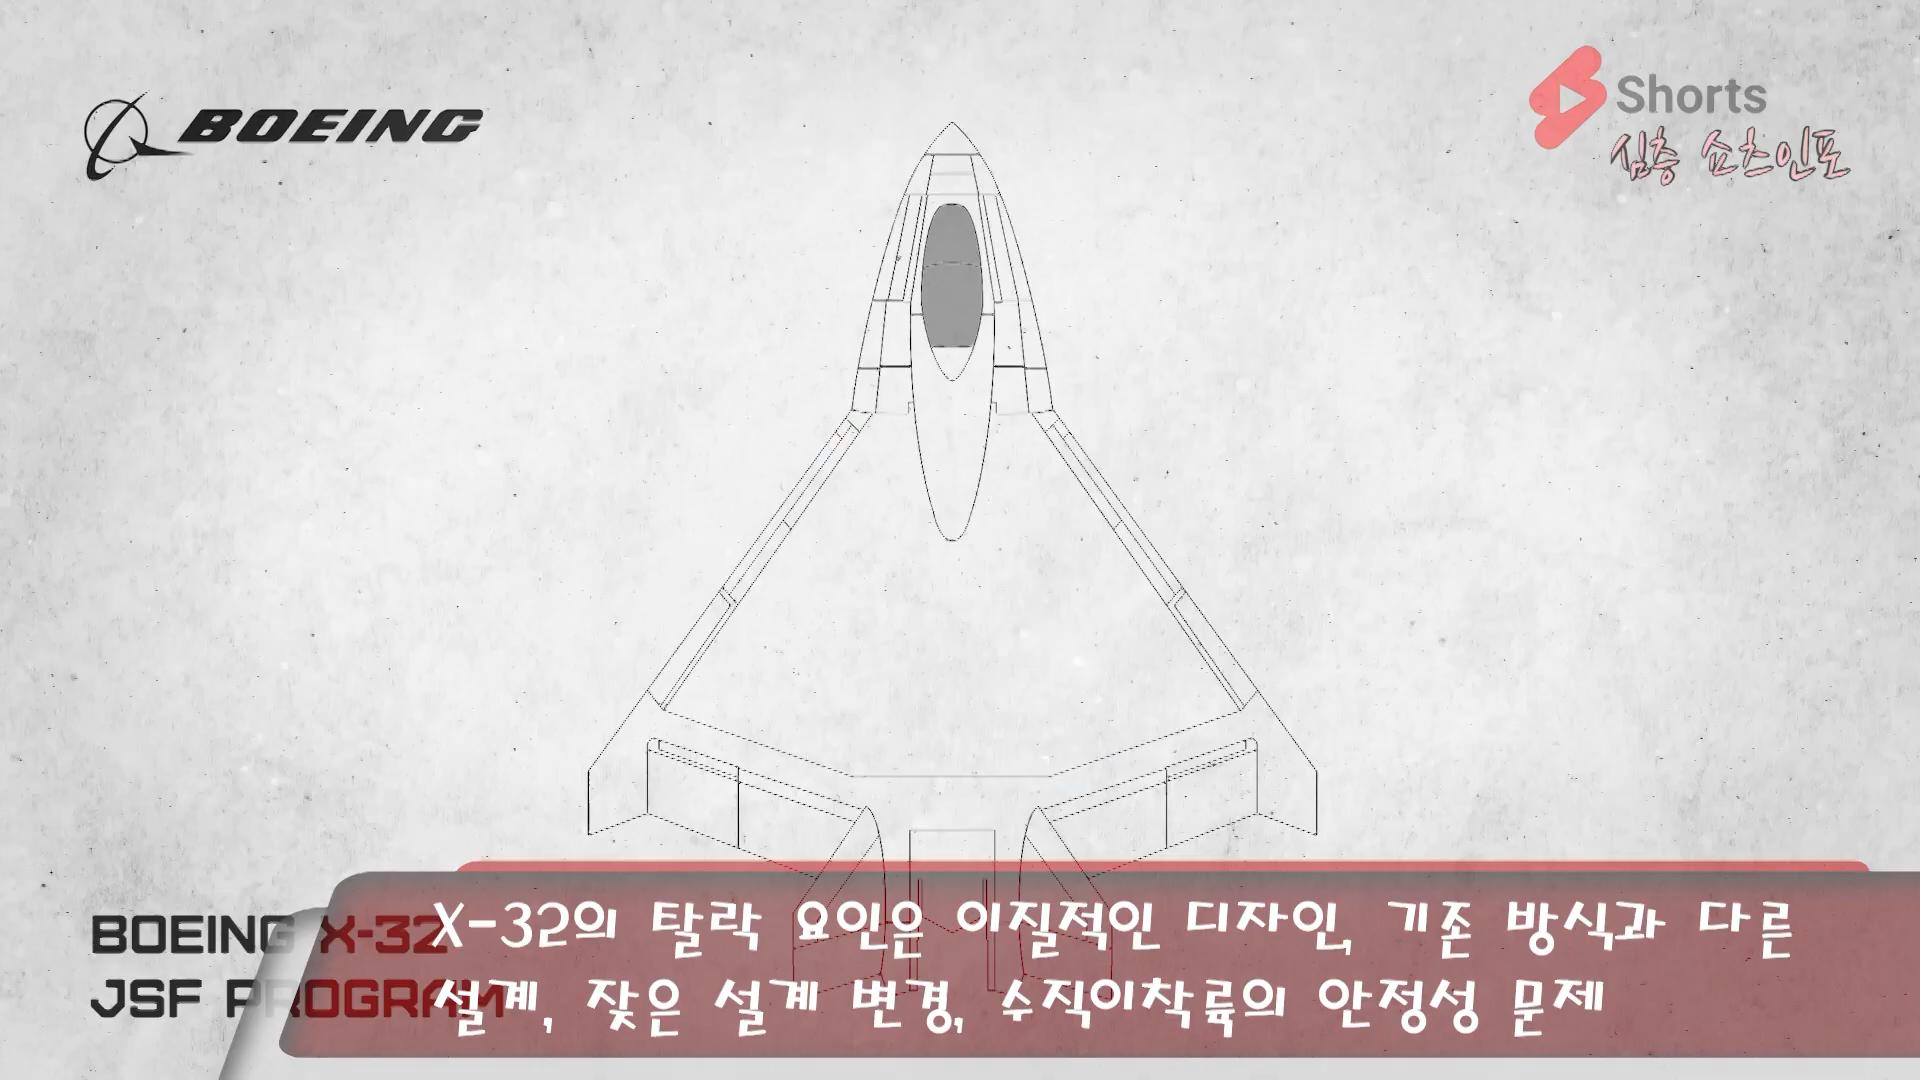 BOEING
Shorts
심층 쇼츠인포
BOEING X-32
JSF PROGRAM
X-32의 탈락 요인은 이질적인 디자인, 기존 방식과 다른
설계, 잦은 설계 변경, 수직이착륙의 안정성 문제